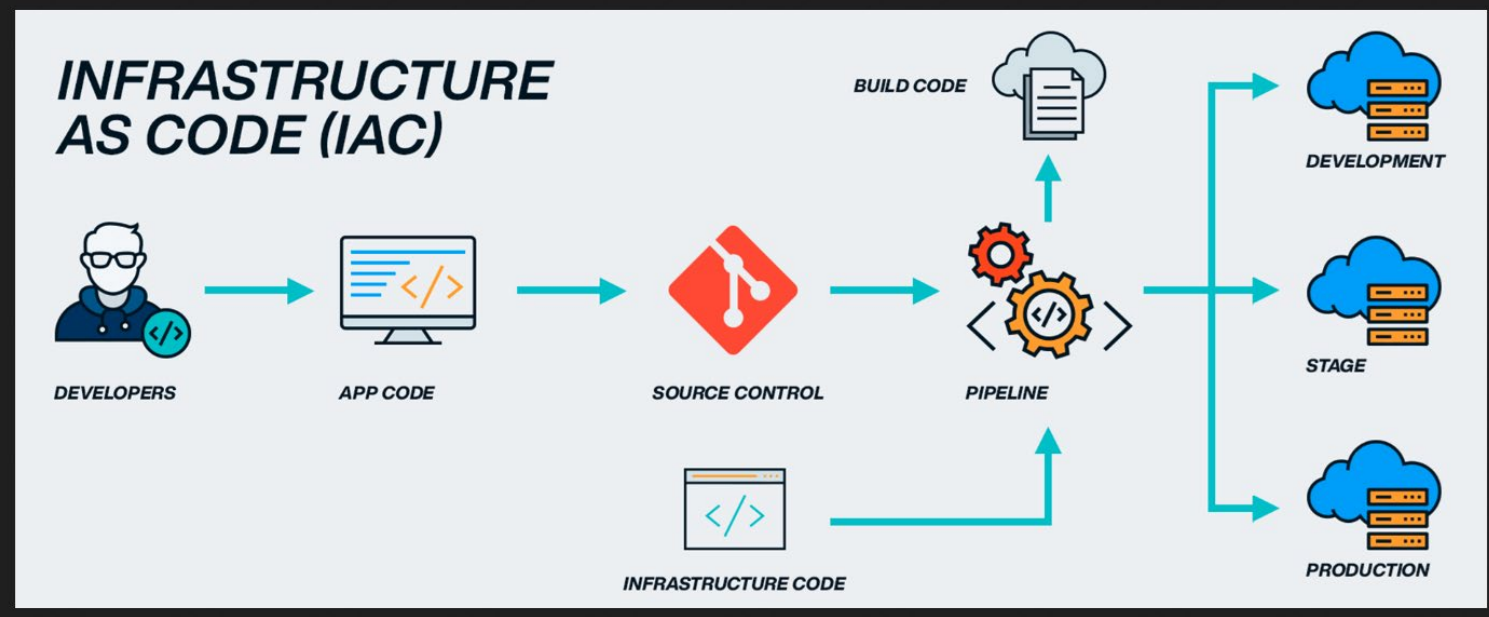 INFRASTRUCTURE
AS CODE (IAC)
BUILD CODE
DEVELOPMENT
DEVELOPERS
APP CODE
SOURCE CONTROL
PIPELINE
STAGE
INFRASTRUCTURE CODE
PRODUCTION